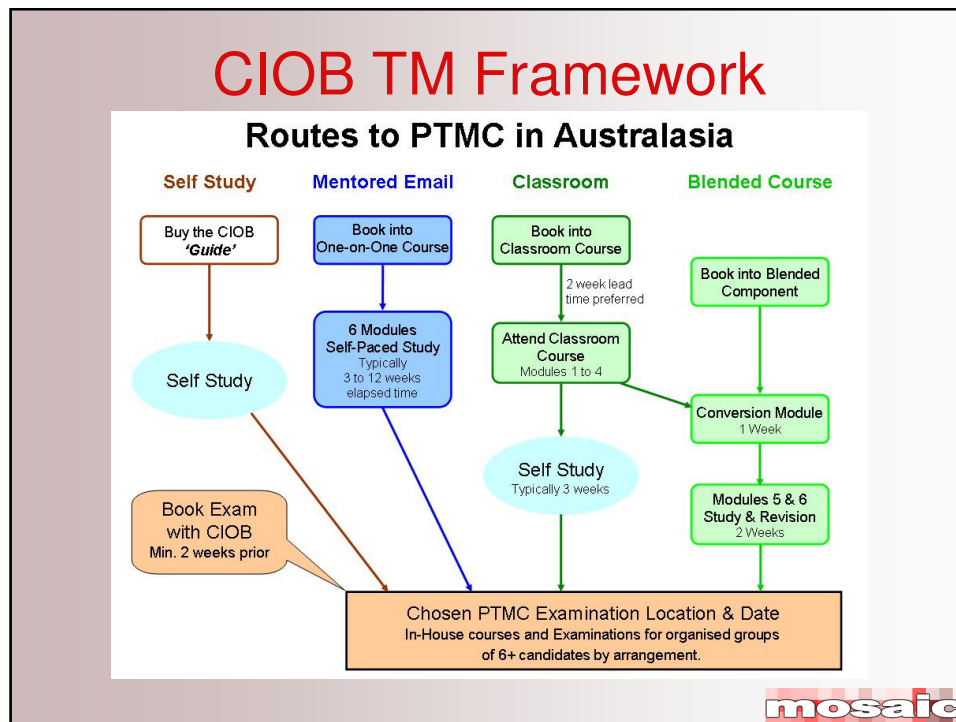 CIOB TM Framework
Routes to PTMC in Australasia
Self Study
Mentored Email
Classroom
Blended Course
Buy the CIOB
'Guide'
Book into
One-on-One Course
Book into
Classroom Course
Book into Blended
Component
2 week lead
time preferred
6 Modules
Self-Paced Study
Typically
3 to 12 weeks
elapsed time
Attend Classroom
Course
Modules 1 to 4
Self Study
Conversion Module
1 Week
Self Study
Typically 3 weeks
Modules 5 & 6
Study & Revision
2 Weeks
Book Exam
with CIOB
Min. 2 weeks prior
Chosen PTMC Examination Location & Date
In-House courses and Examinations for organised groups
of 6+ candidates by arrangement.
mosaic